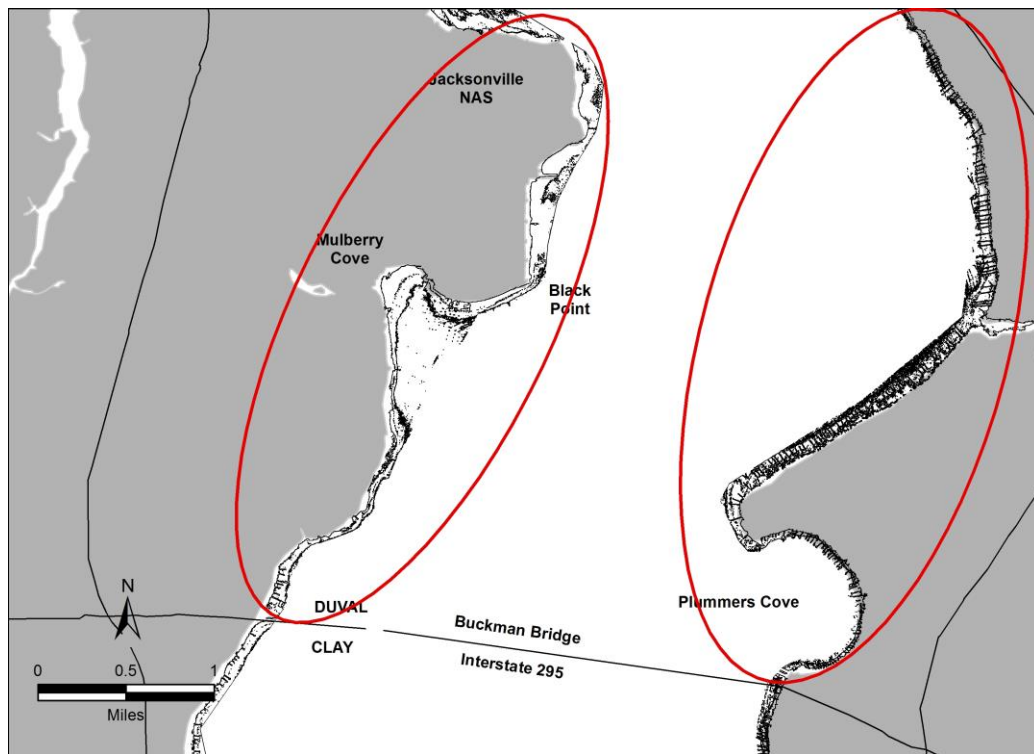 Jacksonville
NAS
Mulberry
Cove
Black
Point
Plummers Cove
DUVAL
CLAY
Buckman Bridge
Interstate 295
N
0 0.5 1
Miles